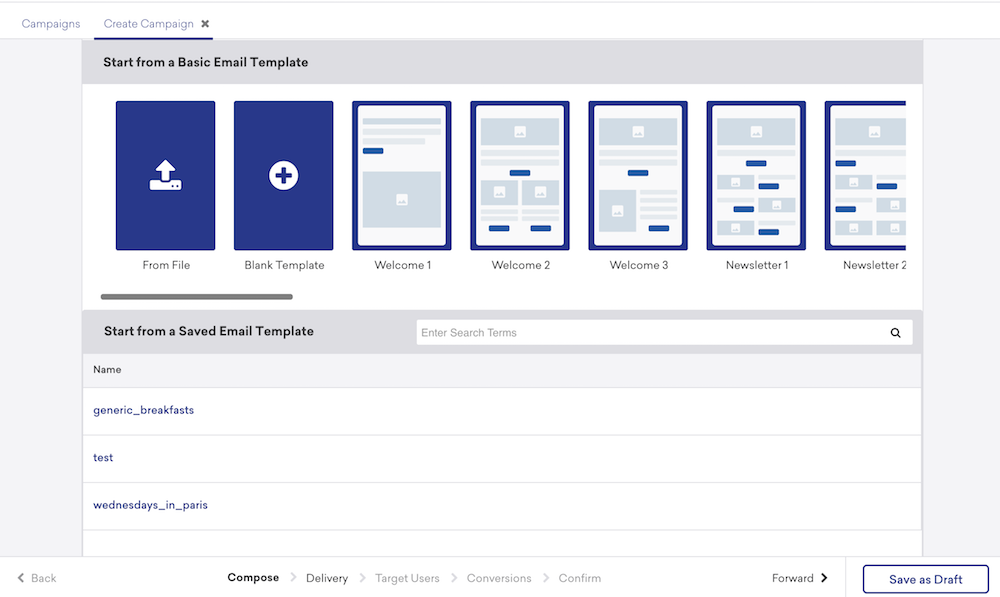 Campaigns
Create Campaign
Start from a Basic Email Template
From File
Blank Template
Welcome 1
Welcome 2
Welcome 3
Newsletter 1
Newsletter 2
Start from a Saved Email Template
Enter Search Terms
Name
generic_breakfasts
test
wednesdays_in_paris
Back
Compose
Delivery
Target Users
Conversions
Confirm
Forward
Save as Draft